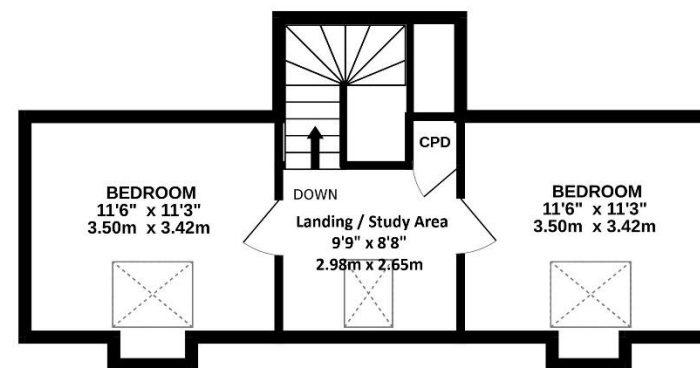 CPD
BEDROOM
11'6" x 11'3"
3.50m x 3.42m
DOWN
Landing / Study Area
9'9" x 8'8"
2.98m x 2.65m
BEDROOM
11'6" x 11'3"
3.50m x 3.42m